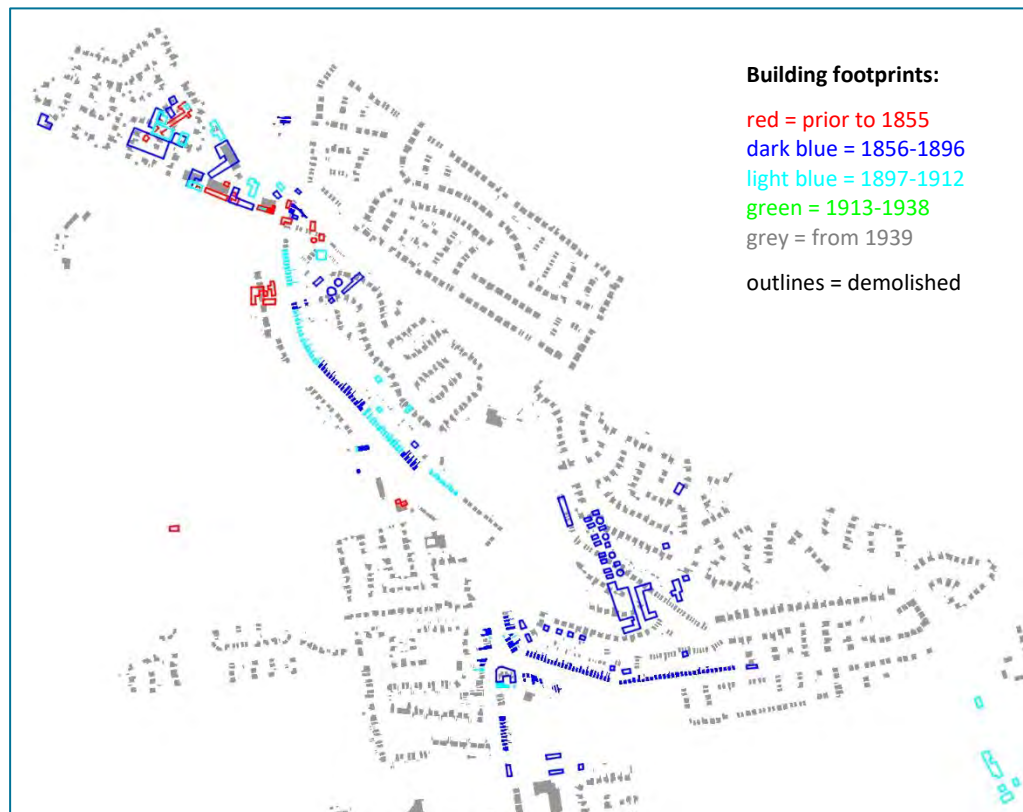 Building footprints:
red = prior to 1855
dark blue = 1856-1896
light blue = 1897-1912
green = 1913-1938
grey = from 1939
outlines = demolished